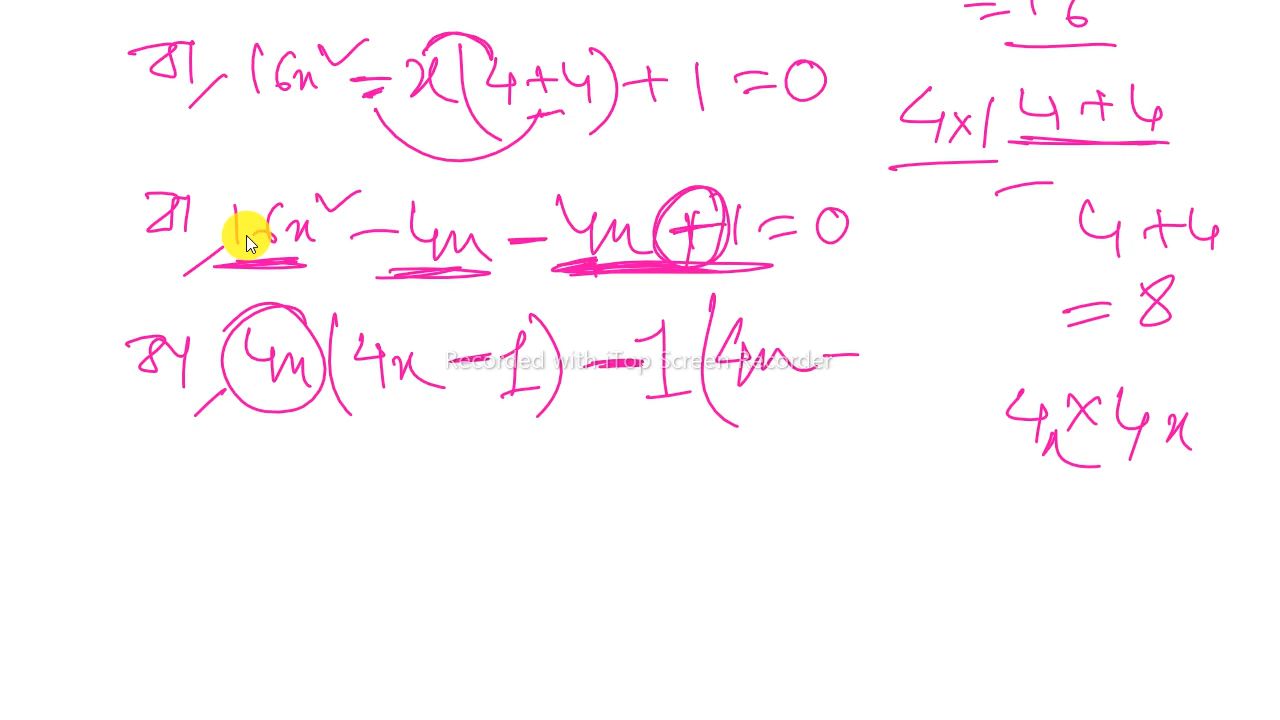 = 16
वा, 16x² - x(4+4)+1=0
4x1 4+4
वा, 16x² - 4x - 4x+1=0
4+4
= 8
वा, 4x(4x-1)-1(4x-
Recorded with iTop Screen Recorder
4x×4x